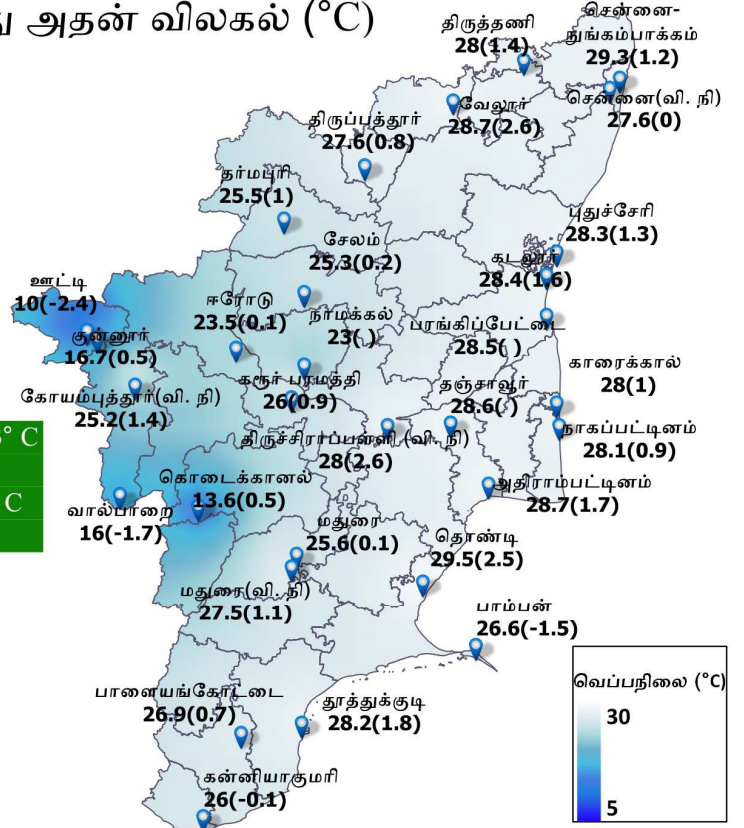 அதன் விலகல் (°C)
சென்னை-
நுங்கம்பாக்கம்
29.3(1.2)
திருத்தணி
28(1.4)
வேலூர்
28.7(2.6)
சென்னை(வி. நி)
27.6(0)
திருப்பத்தூர்
27.6(0.8)
தர்மபுரி
25.5(1)
புதுச்சேரி
28.3(1.3)
சேலம்
25.3(0.2)
கடலூர்
28.4(1.6)
ஊட்டி
10(-2.4)
ஈரோடு
23.5(0.1)
நாமக்கல்
23( )
பரங்கிப்பேட்டை
28.5( )
குன்னூர்
16.7(0.5)
காரைக்கால்
28(1)
கரூர் பரமத்தி
26(0.9)
தஞ்சாவூர்
28.6( )
கோயம்புத்தூர்(வி. நி)
25.2(1.4)
நாகப்பட்டினம்
28.1(0.9)
திருச்சிராப்பள்ளி (வி. நி)
28(2.6)
° C
C
கொடைக்கானல்
13.6(0.5)
அதிராம்பட்டினம்
28.7(1.7)
வால்பாறை
16(-1.7)
மதுரை
25.6(0.1)
தொண்டி
29.5(2.5)
மதுரை(வி. நி)
27.5(1.1)
பாம்பன்
26.6(-1.5)
வெப்பநிலை (°C)
30
5
பாளையங்கோட்டை
26.9(0.7)
தூத்துக்குடி
28.2(1.8)
கன்னியாகுமரி
26(-0.1)